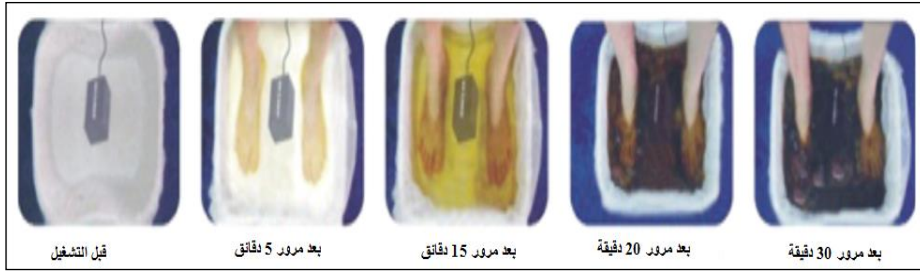 قبل التشغيل
بعد مرور 5 دقائق
بعد مرور 15 دقائق
بعد مرور 20 دقيقة
بعد مرور 30 دقيقة